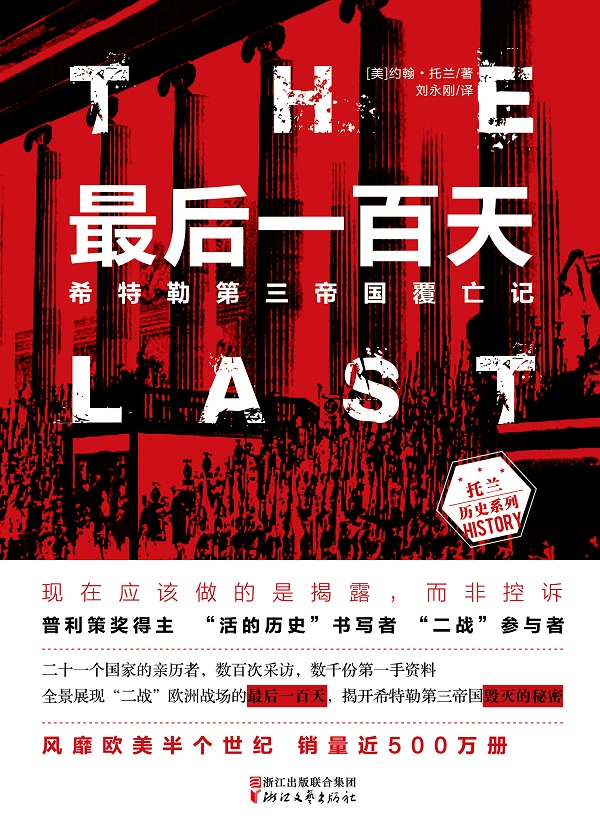 THE
[美]约翰·托兰/著
刘永刚/译
最后一百天
希特勒第三帝国覆亡记
LAST
托兰
历史系列
HISTORY
现在应该做的是揭露，而非控诉
普利策奖得主 “活的历史”书写者 “二战”参与者
二十一个国家的亲历者，数百次采访，数千份第一手资料
全景展现“二战”欧洲战场的最后一百天，揭开希特勒第三帝国毁灭的秘密
风靡欧美半个世纪 销量近500万册
浙江出版联合集团
浙江文艺出版社